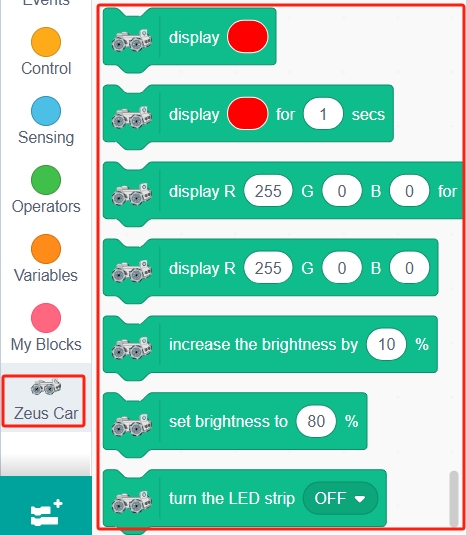 Events
Control
Sensing
Operators
Variables
My Blocks
Zeus Car
display
display for 1 secs
display R 255 G 0 B 0 for
display R 255 G 0 B 0
increase the brightness by 10 %
set brightness to 80 %
turn the LED strip OFF